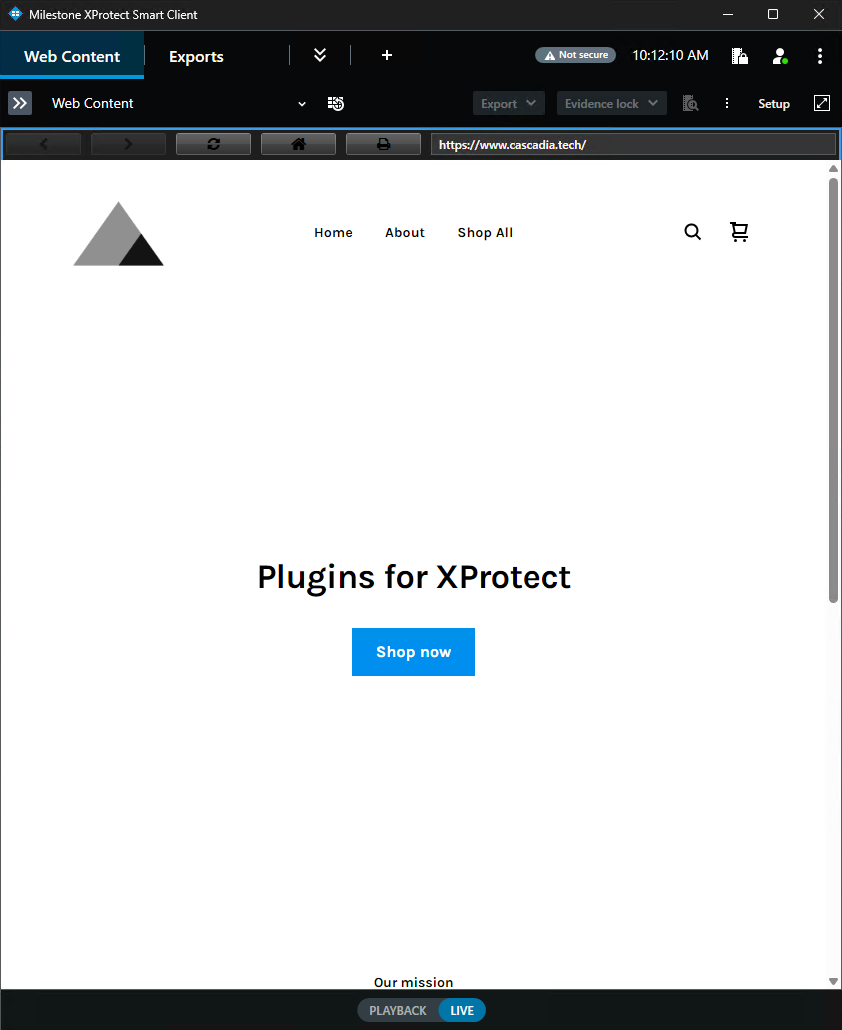 Milestone XProtect Smart Client
Web Content
Exports
Not secure
10:12:10 AM
Web Content
Export
Evidence lock
Setup
https://www.cascadia.tech/
Home
About
Shop All
Plugins for XProtect
Shop now
Our mission
PLAYBACK
LIVE